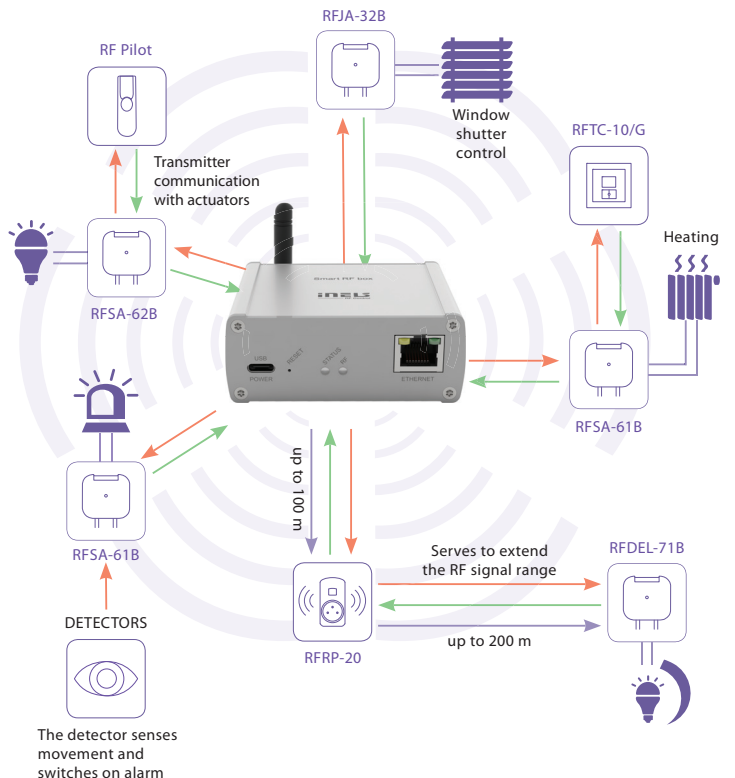 RFJA-32B
RF Pilot
Window
shutter
control
RFTC-10/G
Transmitter
communication
with actuators
Heating
RFSA-62B
Smart RF box
iNELS
USB
POWER
RESET
STATUS
RF
ETHERNET
RFSA-61B
RFSA-61B
up to 100 m
Serves to extend
the RF signal range
RFDEL-71B
up to 200 m
RFRP-20
DETECTORS
The detector senses
movement and
switches on alarm